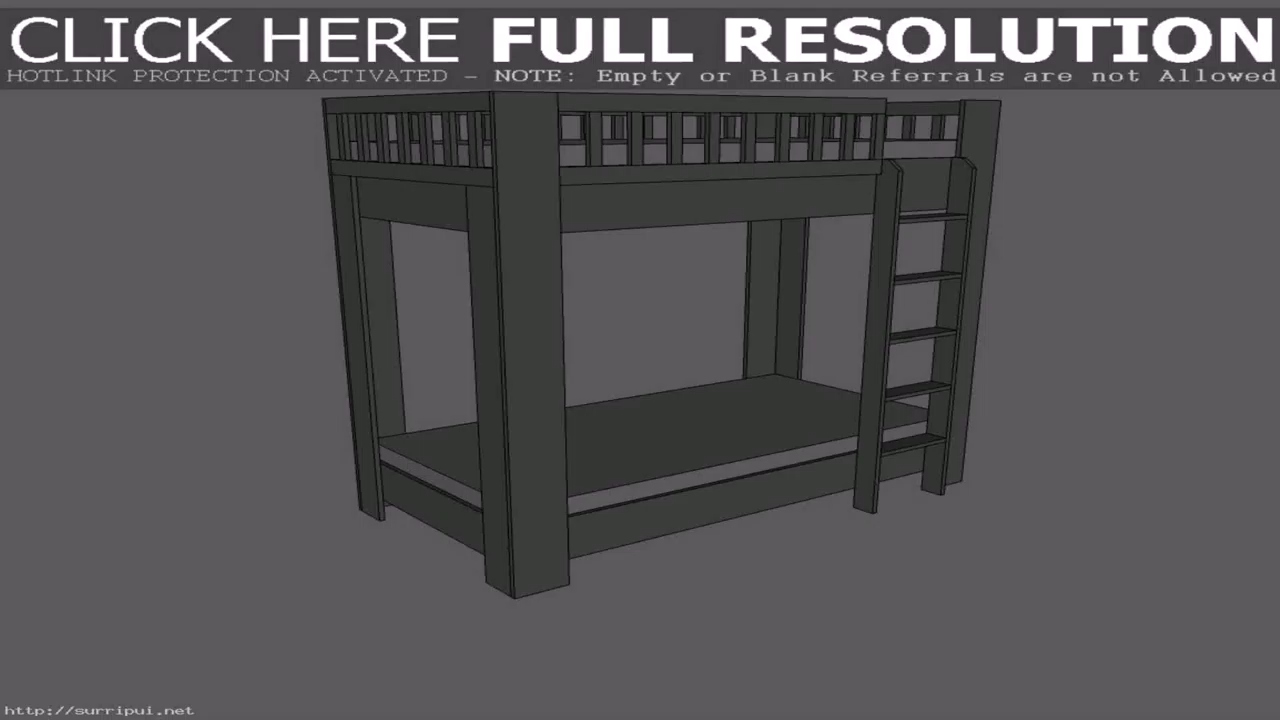 CLICK HERE FULL RESOLUTION
HOTLINK PROTECTION ACTIVATED - NOTE: Empty or Blank Referrals are not Allowed
http://surripui.net